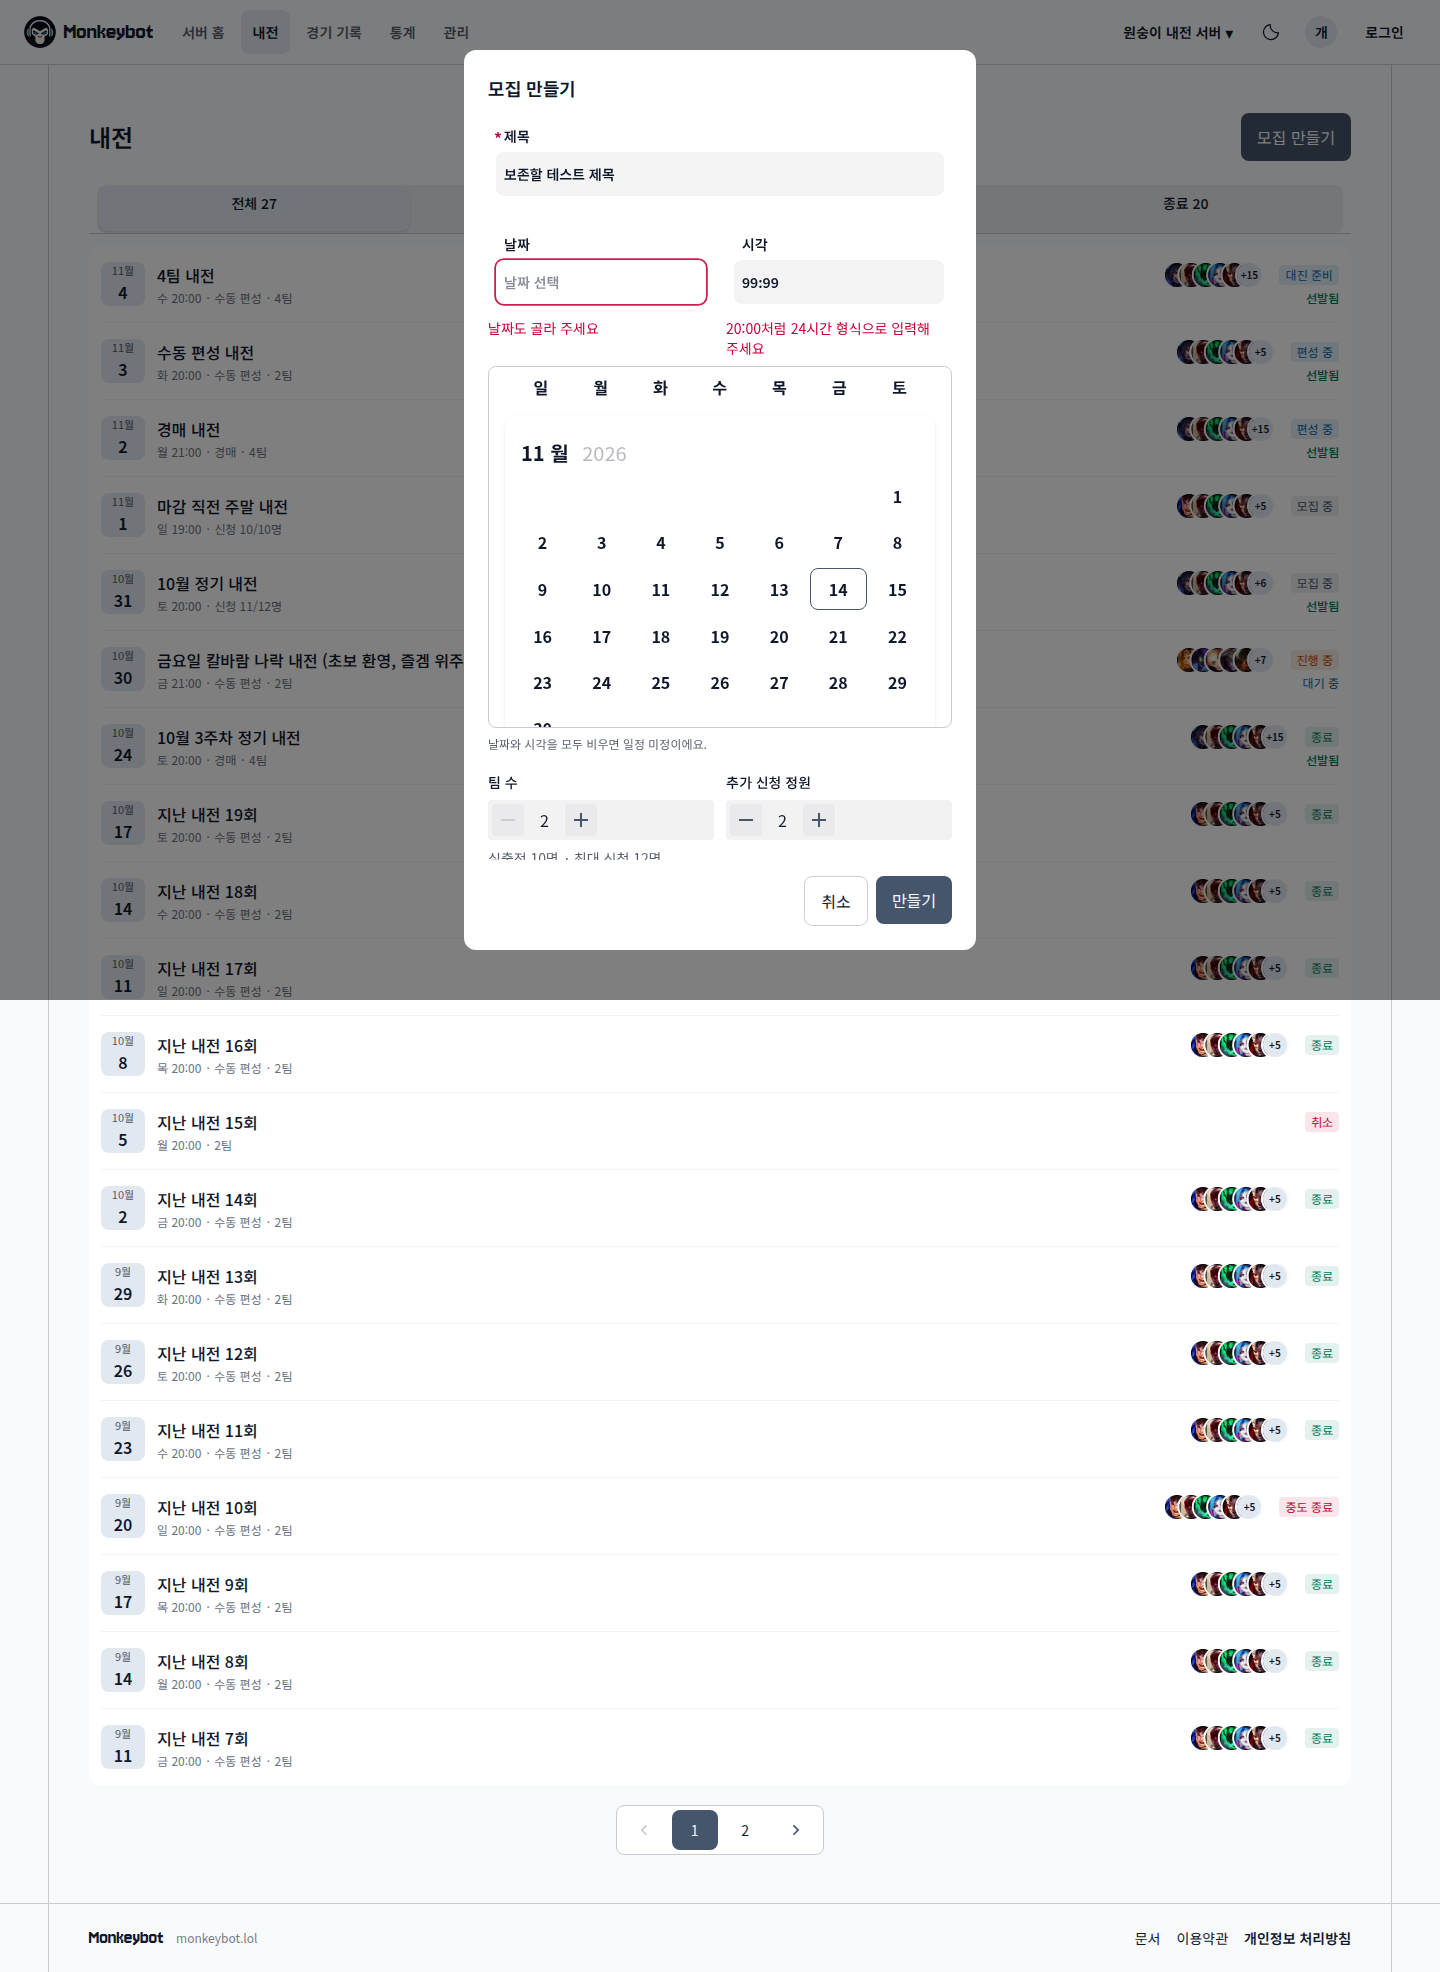 Monkeybot 서버 홈 내전 경기 기록 통계 관리 원숭이 내전 서버 ▾ 개 로그인
내전
모집 만들기
전체 27
종료 20
모집 만들기
* 제목
보존할 테스트 제목
날짜 시각
날짜 선택 99:99
날짜도 골라 주세요
20:00처럼 24시간 형식으로 입력해
주세요
일 월 화 수 목 금 토
11 월 2026
1
2 3 4 5 6 7 8
9 10 11 12 13 14 15
16 17 18 19 20 21 22
23 24 25 26 27 28 29
30
날짜와 시각을 모두 비우면 일정 미정이에요.
팀 수 추가 신청 정원
2 2
실출전 10명 · 최대 신청 12명
취소 만들기
11월
4
4팀 내전
수 20:00 · 수동 편성 · 4팀
+15 대진 준비
선발됨
11월
3
수동 편성 내전
화 20:00 · 수동 편성 · 2팀
+5 편성 중
선발됨
11월
2
경매 내전
월 21:00 · 경매 · 4팀
+15 편성 중
선발됨
11월
1
마감 직전 주말 내전
일 19:00 · 신청 10/10명
+5 모집 중
10월
31
10월 정기 내전
토 20:00 · 신청 11/12명
+6 모집 중
선발됨
10월
30
금요일 칼바람 나락 내전 (초보 환영, 즐겜 위주
금 21:00 · 수동 편성 · 2팀
+7 진행 중
대기 중
10월
24
10월 3주차 정기 내전
토 20:00 · 경매 · 4팀
+15 종료
선발됨
10월
17
지난 내전 19회
토 20:00 · 수동 편성 · 2팀
+5 종료
10월
14
지난 내전 18회
수 20:00 · 수동 편성 · 2팀
+5 종료
10월
11
지난 내전 17회
일 20:00 · 수동 편성 · 2팀
+5 종료
10월
8
지난 내전 16회
목 20:00 · 수동 편성 · 2팀
+5 종료
10월
5
지난 내전 15회
월 20:00 · 2팀
취소
10월
2
지난 내전 14회
금 20:00 · 수동 편성 · 2팀
+5 종료
9월
29
지난 내전 13회
화 20:00 · 수동 편성 · 2팀
+5 종료
9월
26
지난 내전 12회
토 20:00 · 수동 편성 · 2팀
+5 종료
9월
23
지난 내전 11회
수 20:00 · 수동 편성 · 2팀
+5 종료
9월
20
지난 내전 10회
일 20:00 · 수동 편성 · 2팀
+5 중도 종료
9월
17
지난 내전 9회
목 20:00 · 수동 편성 · 2팀
+5 종료
9월
14
지난 내전 8회
월 20:00 · 수동 편성 · 2팀
+5 종료
9월
11
지난 내전 7회
금 20:00 · 수동 편성 · 2팀
+5 종료
1 2
Monkeybot monkeybot.lol 문서 이용약관 개인정보 처리방침